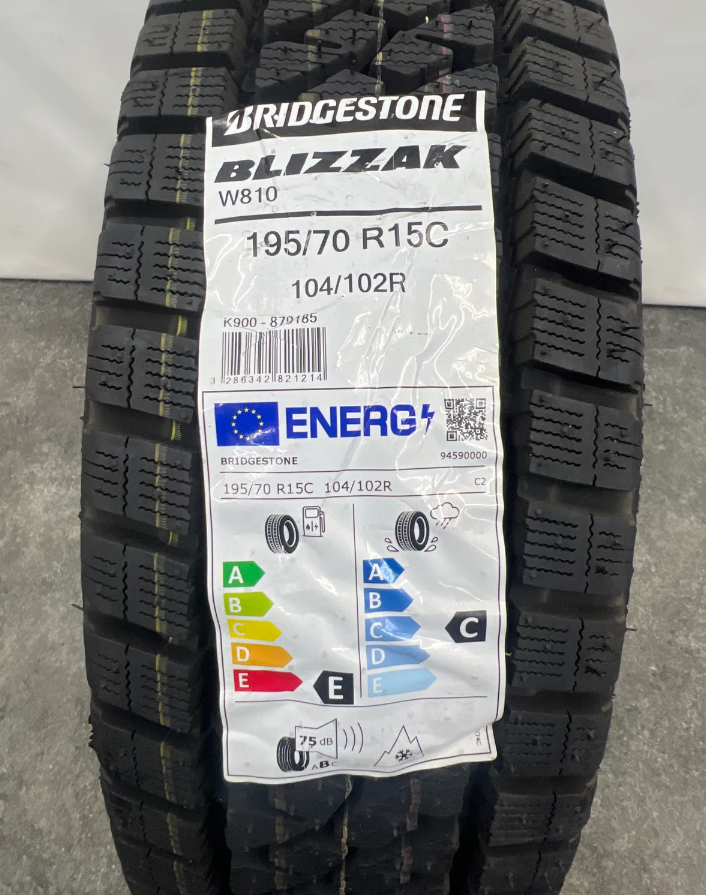 BRIDGESTONE
BLIZZAK
W810
195/70 R15C
104/102R
K900 - 879185
3 286342 821214
ENERG
BRIDGESTONE
94590000
195/70 R15C 104/102R
C2
A
B
C
D
E
E
A
B
C
D
E
C
75 dB
ABC